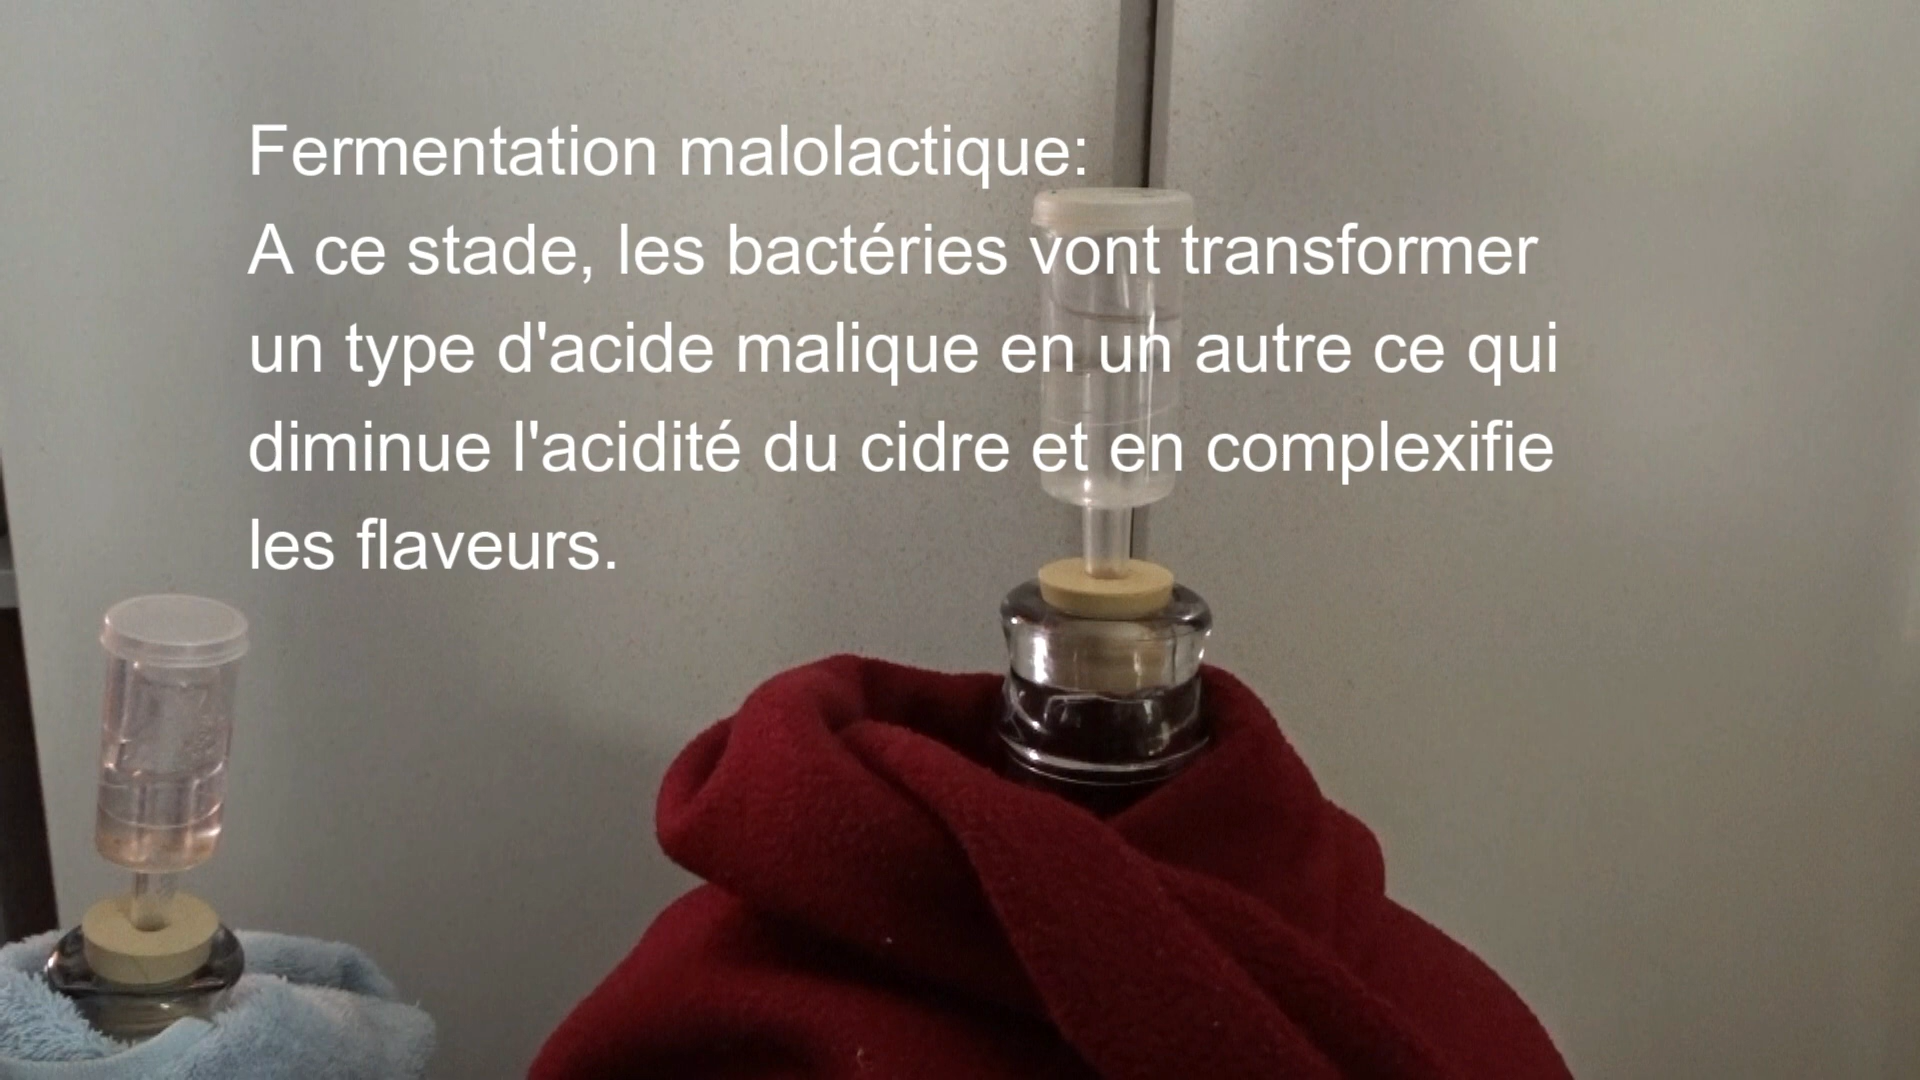 Fermentation malolactique:
A ce stade, les bactéries vont transformer
un type d'acide malique en un autre ce qui
diminue l'acidité du cidre et en complexifie
les flaveurs.